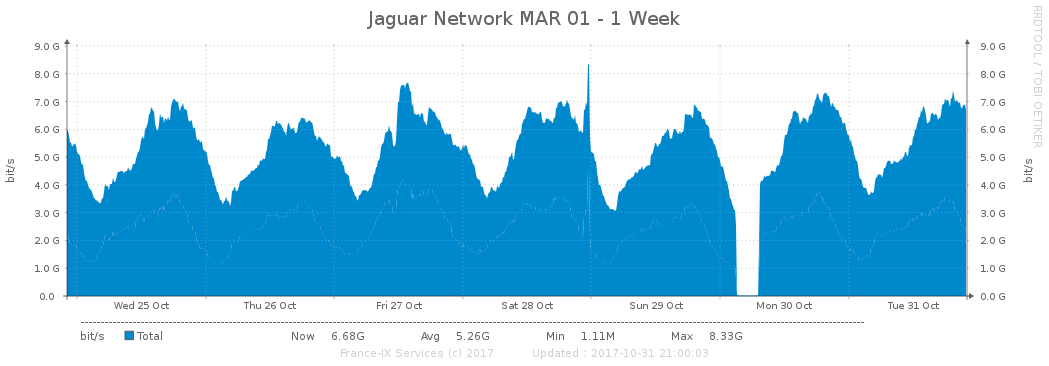 Jaguar Network MAR 01 - 1 Week
RRDTOOL / TOBI OETIKER
bit/s
9.0 G 9.0 G
8.0 G 8.0 G
7.0 G 7.0 G
6.0 G 6.0 G
5.0 G 5.0 G
4.0 G 4.0 G
3.0 G 3.0 G
2.0 G 2.0 G
1.0 G 1.0 G
0.0 0.0 G
bit/s
Wed 25 Oct Thu 26 Oct Fri 27 Oct Sat 28 Oct Sun 29 Oct Mon 30 Oct Tue 31 Oct
bit/s Total Now 6.68G Avg 5.26G Min 1.11M Max 8.33G
France-IX Services (c) 2017 Updated : 2017-10-31 21:00:03